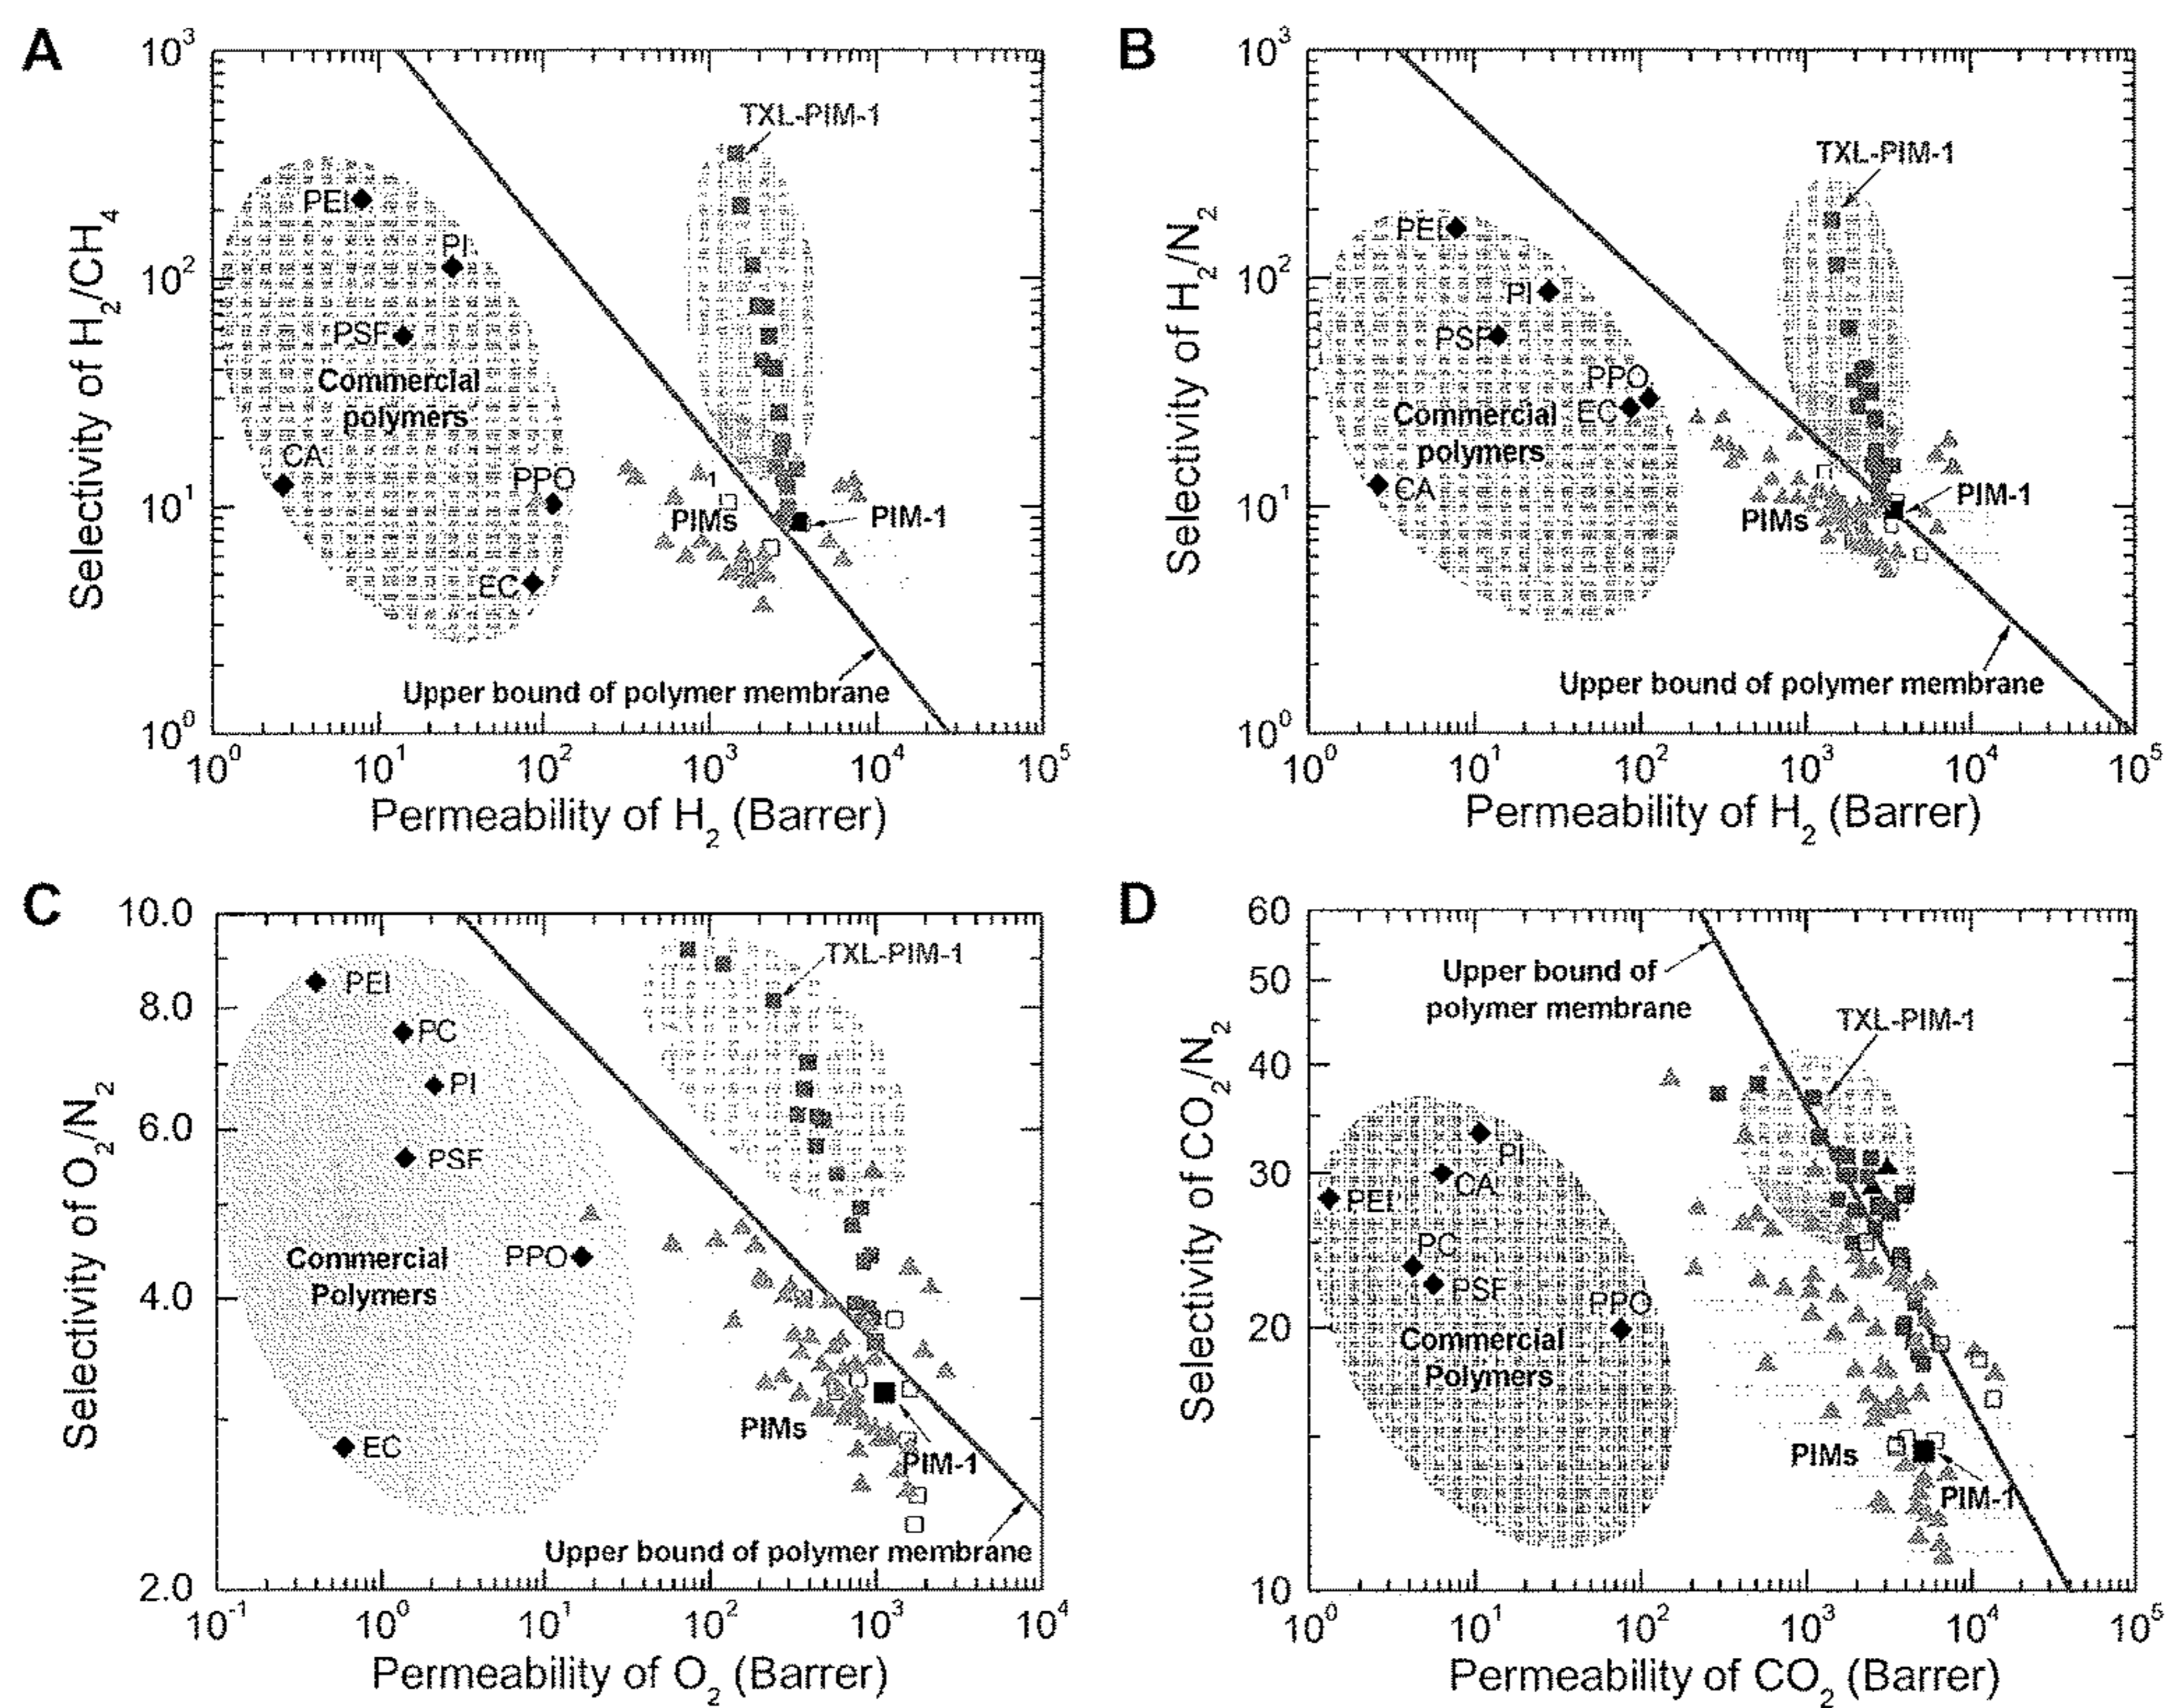 A
10³
10²
10¹
10⁰
Selectivity of H₂/CH₄
TXL-PIM-1
PEI
PI
PSF
Commercial
polymers
CA
PPO
EC
PIMs
PIM-1
Upper bound of polymer membrane
10⁰ 10¹ 10² 10³ 10⁴ 10⁵
Permeability of H₂ (Barrer)
B
10³
10²
10¹
10⁰
Selectivity of H₂/N₂
TXL-PIM-1
PEI
PI
PSF
PPO
EC
Commercial
polymers
CA
PIMs
PIM-1
Upper bound of polymer membrane
10⁰ 10¹ 10² 10³ 10⁴ 10⁵
Permeability of H₂ (Barrer)
C
10.0
8.0
6.0
4.0
2.0
Selectivity of O₂/N₂
TXL-PIM-1
PEI
PC
PI
PSF
PPO
Commercial
Polymers
EC
PIMs
PIM-1
Upper bound of polymer membrane
10⁻¹ 10⁰ 10¹ 10² 10³ 10⁴
Permeability of O₂ (Barrer)
D
60
50
40
30
20
10
Selectivity of CO₂/N₂
Upper bound of
polymer membrane
TXL-PIM-1
PI
CA
PEI
PC
PSF
PPO
Commercial
Polymers
PIMs
PIM-1
10⁰ 10¹ 10² 10³ 10⁴ 10⁵
Permeability of CO₂ (Barrer)